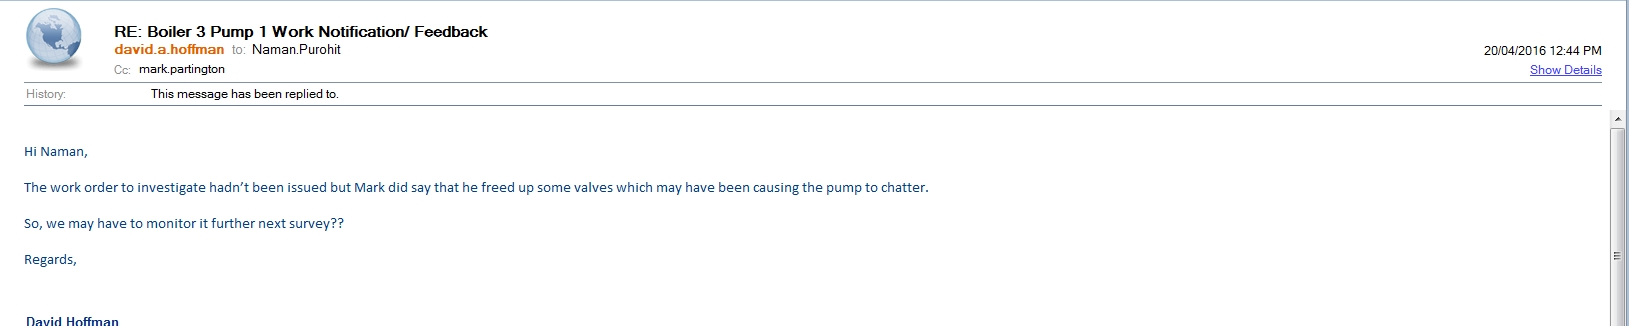 RE: Boiler 3 Pump 1 Work Notification/ Feedback
david.a.hoffman to: Naman.Purohit
20/04/2016 12:44 PM
Cc: mark.partington
Show Details
History: This message has been replied to.
Hi Naman,
The work order to investigate hadn't been issued but Mark did say that he freed up some valves which may have been causing the pump to chatter.
So, we may have to monitor it further next survey??
Regards,
David Hoffman